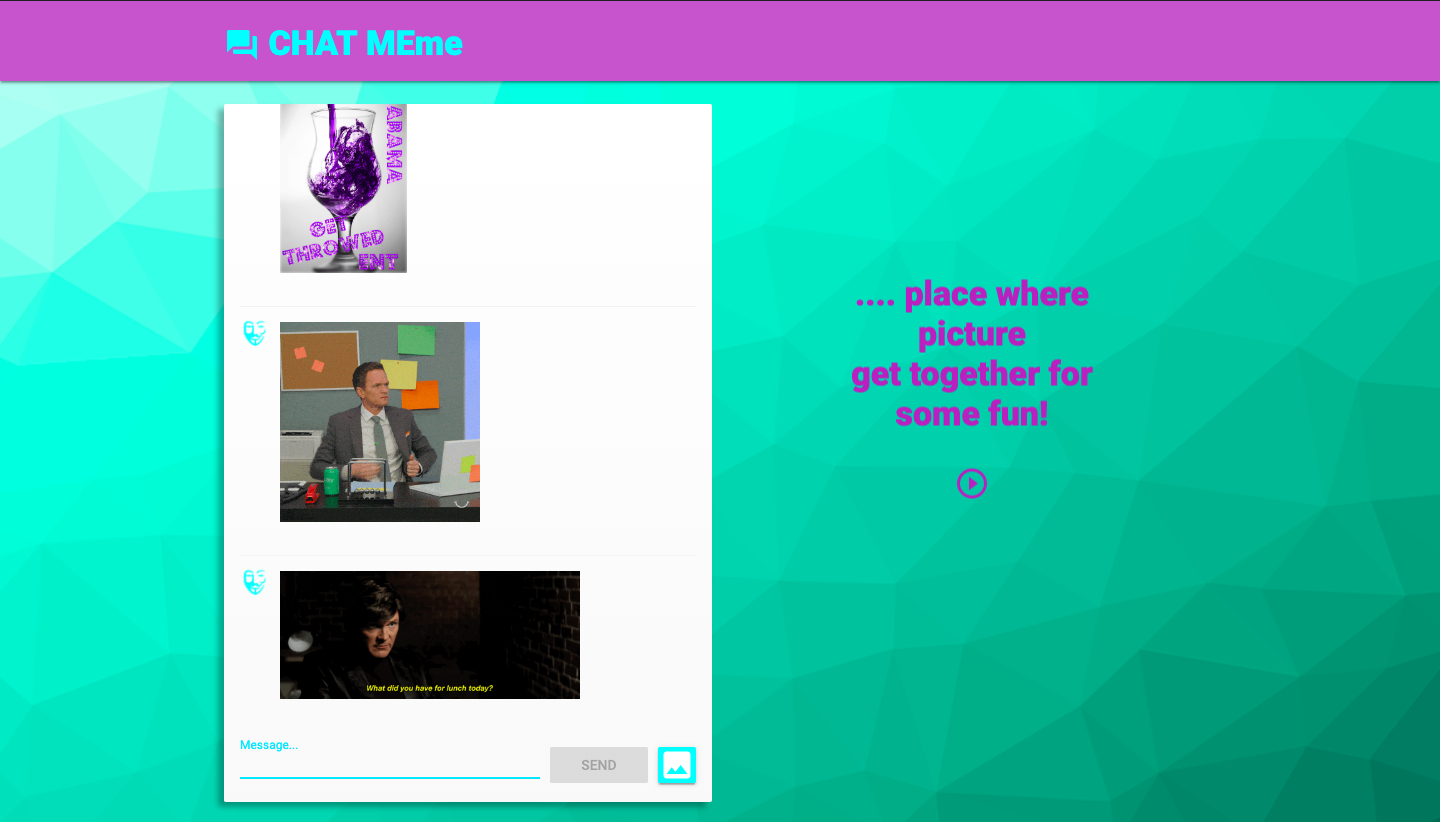 CHAT MEme
ABAMA
GET
THROWED
ENT
.... place where
picture
get together for
some fun!
What did you have for lunch today?
Message...
SEND